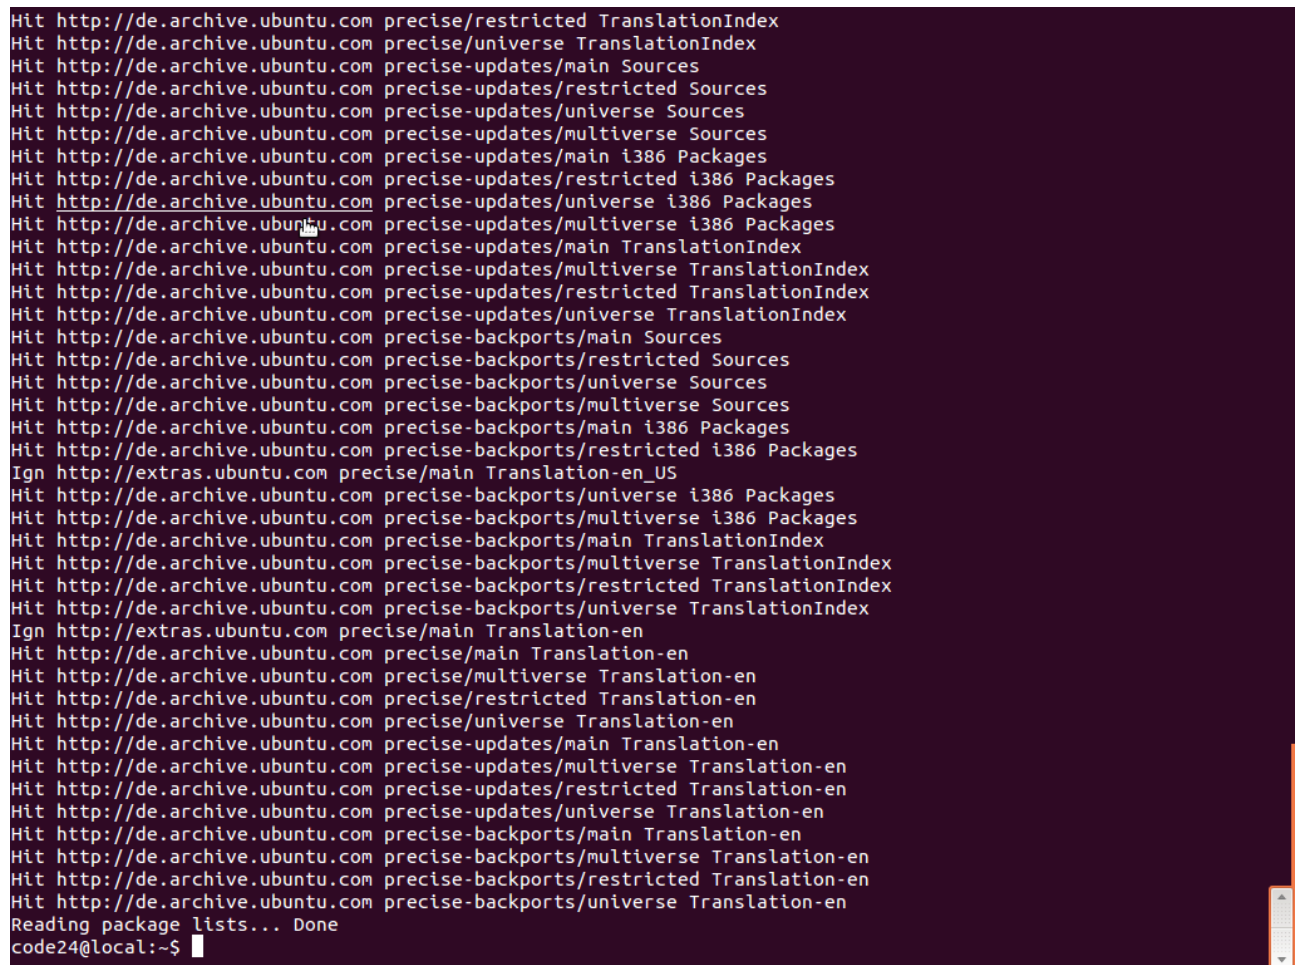 Hit http://de.archive.ubuntu.com precise/restricted TranslationIndex
Hit http://de.archive.ubuntu.com precise/universe TranslationIndex
Hit http://de.archive.ubuntu.com precise-updates/main Sources
Hit http://de.archive.ubuntu.com precise-updates/restricted Sources
Hit http://de.archive.ubuntu.com precise-updates/universe Sources
Hit http://de.archive.ubuntu.com precise-updates/multiverse Sources
Hit http://de.archive.ubuntu.com precise-updates/main i386 Packages
Hit http://de.archive.ubuntu.com precise-updates/restricted i386 Packages
Hit http://de.archive.ubuntu.com precise-updates/universe i386 Packages
Hit http://de.archive.ubuntu.com precise-updates/multiverse i386 Packages
Hit http://de.archive.ubuntu.com precise-updates/main TranslationIndex
Hit http://de.archive.ubuntu.com precise-updates/multiverse TranslationIndex
Hit http://de.archive.ubuntu.com precise-updates/restricted TranslationIndex
Hit http://de.archive.ubuntu.com precise-updates/universe TranslationIndex
Hit http://de.archive.ubuntu.com precise-backports/main Sources
Hit http://de.archive.ubuntu.com precise-backports/restricted Sources
Hit http://de.archive.ubuntu.com precise-backports/universe Sources
Hit http://de.archive.ubuntu.com precise-backports/multiverse Sources
Hit http://de.archive.ubuntu.com precise-backports/main i386 Packages
Hit http://de.archive.ubuntu.com precise-backports/restricted i386 Packages
Ign http://extras.ubuntu.com precise/main Translation-en_US
Hit http://de.archive.ubuntu.com precise-backports/universe i386 Packages
Hit http://de.archive.ubuntu.com precise-backports/multiverse i386 Packages
Hit http://de.archive.ubuntu.com precise-backports/main TranslationIndex
Hit http://de.archive.ubuntu.com precise-backports/multiverse TranslationIndex
Hit http://de.archive.ubuntu.com precise-backports/restricted TranslationIndex
Hit http://de.archive.ubuntu.com precise-backports/universe TranslationIndex
Ign http://extras.ubuntu.com precise/main Translation-en
Hit http://de.archive.ubuntu.com precise/main Translation-en
Hit http://de.archive.ubuntu.com precise/multiverse Translation-en
Hit http://de.archive.ubuntu.com precise/restricted Translation-en
Hit http://de.archive.ubuntu.com precise/universe Translation-en
Hit http://de.archive.ubuntu.com precise-updates/main Translation-en
Hit http://de.archive.ubuntu.com precise-updates/multiverse Translation-en
Hit http://de.archive.ubuntu.com precise-updates/restricted Translation-en
Hit http://de.archive.ubuntu.com precise-updates/universe Translation-en
Hit http://de.archive.ubuntu.com precise-backports/main Translation-en
Hit http://de.archive.ubuntu.com precise-backports/multiverse Translation-en
Hit http://de.archive.ubuntu.com precise-backports/restricted Translation-en
Hit http://de.archive.ubuntu.com precise-backports/universe Translation-en
Reading package lists... Done
code24@local:~$